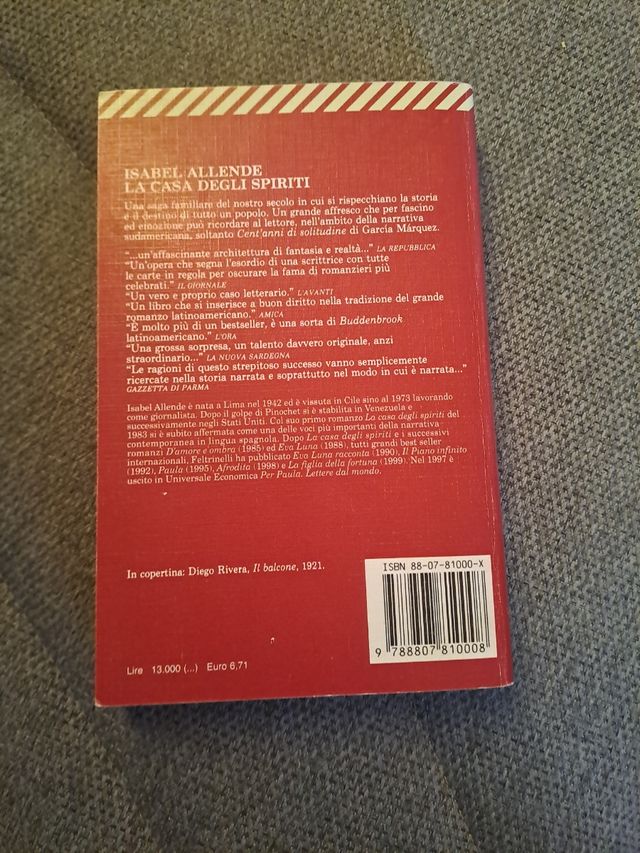 ISABEL ALLENDE
LA CASA DEGLI SPIRITI
Una saga familiare del nostro secolo in cui si rispecchiano la storia
e il destino di tutto un popolo. Un grande affresco che per fascino
ed emozione può ricordare al lettore, nell'ambito della narrativa
sudamericana, soltanto Cent'anni di solitudine di García Márquez.
"...un'affascinante architettura di fantasia e realtà..." LA REPUBBLICA
"Un'opera che segna l'esordio di una scrittrice con tutte
le carte in regola per oscurare la fama di romanzieri più
celebrati." IL GIORNALE
"Un vero e proprio caso letterario." L'AVANTI
"Un libro che si inserisce a buon diritto nella tradizione del grande
romanzo latinoamericano." AMICA
"È molto più di un bestseller, è una sorta di Buddenbrook
latinoamericano." L'ORA
"Una grossa sorpresa, un talento davvero originale, anzi
straordinario..." LA NUOVA SARDEGNA
"Le ragioni di questo strepitoso successo vanno semplicemente
ricercate nella storia narrata e soprattutto nel modo in cui è narrata..."
GAZZETTA DI PARMA
Isabel Allende è nata a Lima nel 1942 ed è vissuta in Cile sino al 1973 lavorando
come giornalista. Dopo il golpe di Pinochet si è stabilita in Venezuela e
successivamente negli Stati Uniti. Col suo primo romanzo La casa degli spiriti del
1983 si è subito affermata come una delle voci più importanti della narrativa
contemporanea in lingua spagnola. Dopo La casa degli spiriti e i successivi
romanzi D'amore e ombra (1985) ed Eva Luna (1988), tutti grandi best seller
internazionali, Feltrinelli ha pubblicato Eva Luna racconta (1990), Il Piano infinito
(1992), Paula (1995), Afrodita (1998) e La figlia della fortuna (1999). Nel 1997 è
uscito in Universale Economica Per Paula. Lettere dal mondo.
In copertina: Diego Rivera, Il balcone, 1921.
ISBN 88-07-81000-X
9 788807 810008
Lire 13.000 (...) Euro 6,71